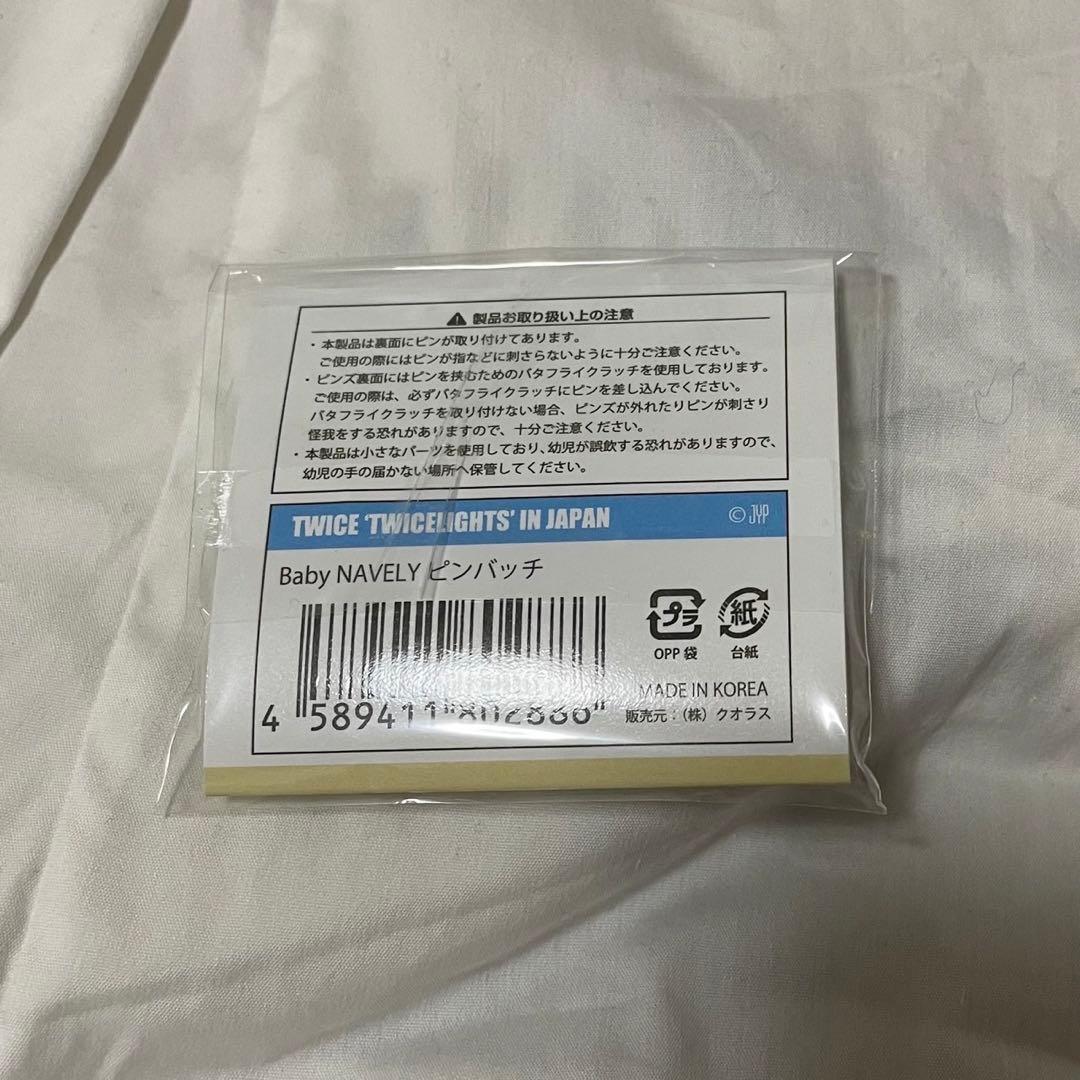 ⚠ 製品お取り扱い上の注意
・本製品は裏面にピンが取り付けてあります。
ご使用の際にはピンが指などに刺さらないように十分ご注意ください。
・ピンズ裏面にはピンを挟むためのバタフライクラッチを使用しております。
ご使用の際は、必ずバタフライクラッチにピンを差し込んでください。
バタフライクラッチを取り付けない場合、ピンズが外れたりピンが刺さり
怪我をする恐れがありますので、十分ご注意ください。
・本製品は小さなパーツを使用しており、幼児が誤飲する恐れがありますので、
幼児の手の届かない場所へ保管してください。
TWICE 'TWICELIGHTS' IN JAPAN
© JYP
Baby NAVELY ピンバッチ
プラ
紙
OPP 袋
台紙
MADE IN KOREA
販売元：（株）クオラス
4 589411 802886